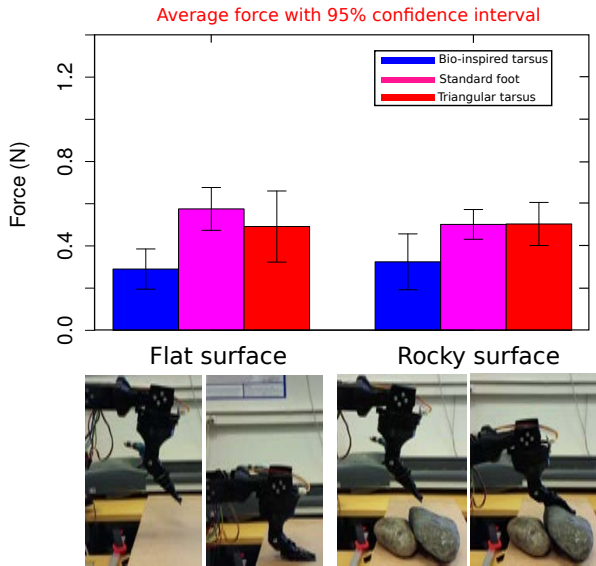 Average force with 95% confidence interval
1.2
0.8
0.4
0.0
Force (N)
Bio-inspired tarsus
Standard foot
Triangular tarsus
Flat surface
Rocky surface